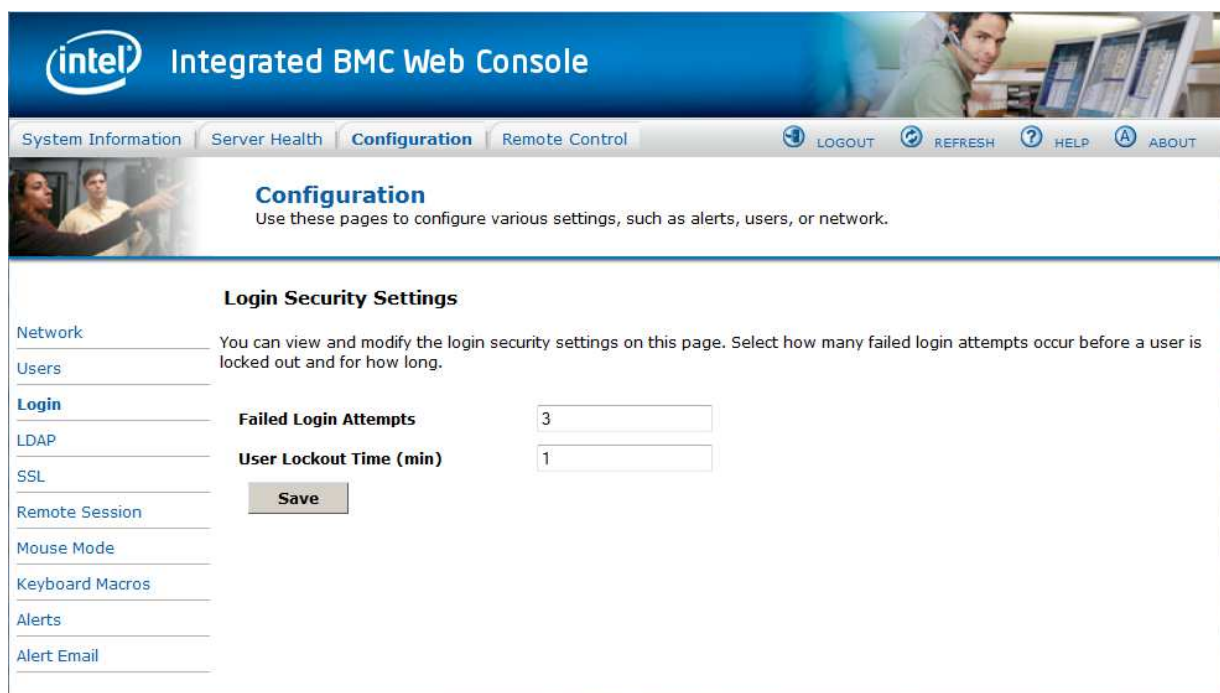 intel Integrated BMC Web Console
System Information Server Health Configuration Remote Control LOGOUT REFRESH ? HELP A ABOUT
Configuration
Use these pages to configure various settings, such as alerts, users, or network.
Login Security Settings
You can view and modify the login security settings on this page. Select how many failed login attempts occur before a user is
locked out and for how long.
Network
Users
Login
LDAP
SSL
Remote Session
Mouse Mode
Keyboard Macros
Alerts
Alert Email
Failed Login Attempts 3
User Lockout Time (min) 1
Save